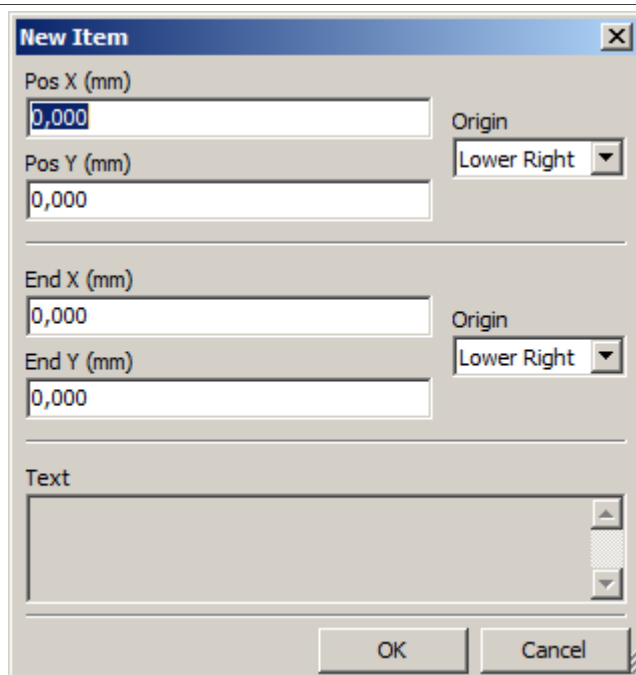 New Item
Pos X (mm)
0,000
Origin
Lower Right
Pos Y (mm)
0,000
End X (mm)
0,000
Origin
Lower Right
End Y (mm)
0,000
Text
OK
Cancel